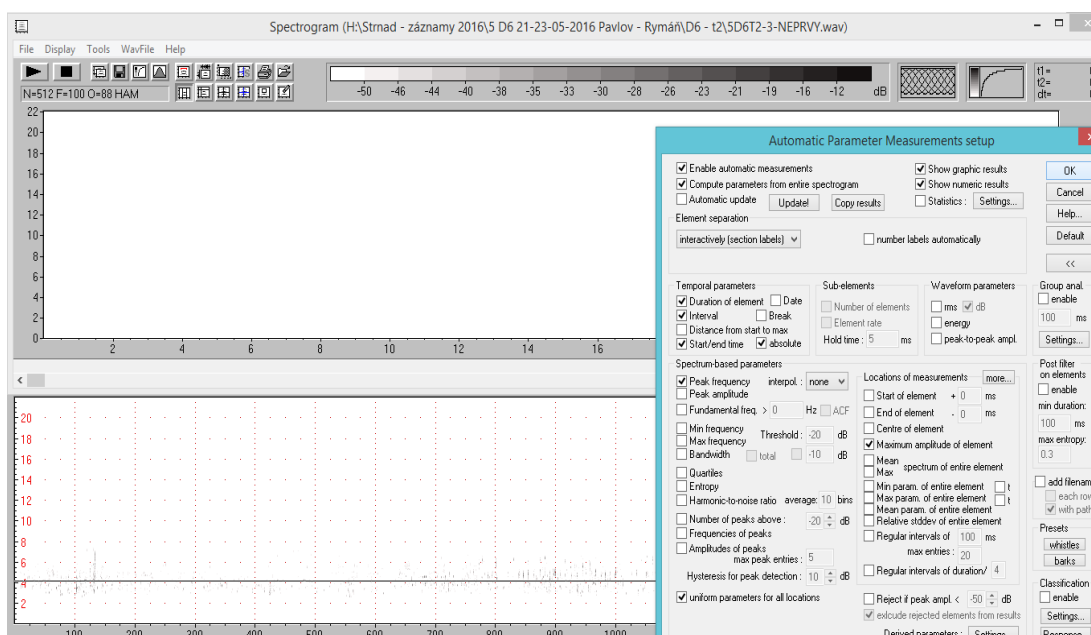 Spectrogram (H:\Strnad - záznamy 2016\5 D6 21-23-05-2016 Pavlov - Rymáň\D6 - t2\5D6T2-3-NEPRVY.wav)
File Display Tools WavFile Help
N=512 F=100 O=88 HAM
-50 -46 -44 -40 -38 -35 -33 -30 -28 -26 -23 -21 -19 -16 -12 dB
t1=
t2=
dt=
22
20
18
16
14
12
10
8
6
4
2
0
2 4 6 8 10 12 14 16 18
20
18
16
14
12
10
8
6
4
2
100 200 300 400 500 600 700 800 900 1000
Automatic Parameter Measurements setup
Enable automatic measurements
Compute parameters from entire spectrogram
Automatic update Update! Copy results
Show graphic results
Show numeric results
Statistics : Settings...
OK
Cancel
Help...
Default
<<
Element separation
interactively (section labels)
number labels automatically
Temporal parameters
Duration of element Date
Interval Break
Distance from start to max
Start/end time absolute
Sub-elements
Number of elements
Element rate
Hold time : 5 ms
Waveform parameters
rms dB
energy
peak-to-peak ampl.
Group anal.
enable
100 ms
Settings...
Spectrum-based parameters
Peak frequency interpol. : none
Peak amplitude
Fundamental freq. > 0 Hz ACF
Min frequency
Max frequency
Threshold : -20 dB
Bandwidth total -10 dB
Quartiles
Entropy
Harmonic-to-noise ratio average: 10 bins
Number of peaks above : -20 dB
Frequencies of peaks
Amplitudes of peaks
max peak entries : 5
Hysteresis for peak detection : 10 dB
uniform parameters for all locations
Locations of measurements more...
Start of element + 0 ms
End of element - 0 ms
Centre of element
Maximum amplitude of element
Mean
Max
spectrum of entire element
Min param. of entire element t
Max param. of entire element t
Mean param. of entire element
Relative stddev of entire element
Regular intervals of 100 ms
max entries : 20
Regular intervals of duration/ 4
Reject if peak ampl. < -50 dB
exlcude rejected elements from results
Derived parameters : Settings...
Post filter
on elements
enable
min duration:
100 ms
max entropy:
0.3
add filenam
each row
with path
Presets
whistles
barks
Classification
enable
Settings...